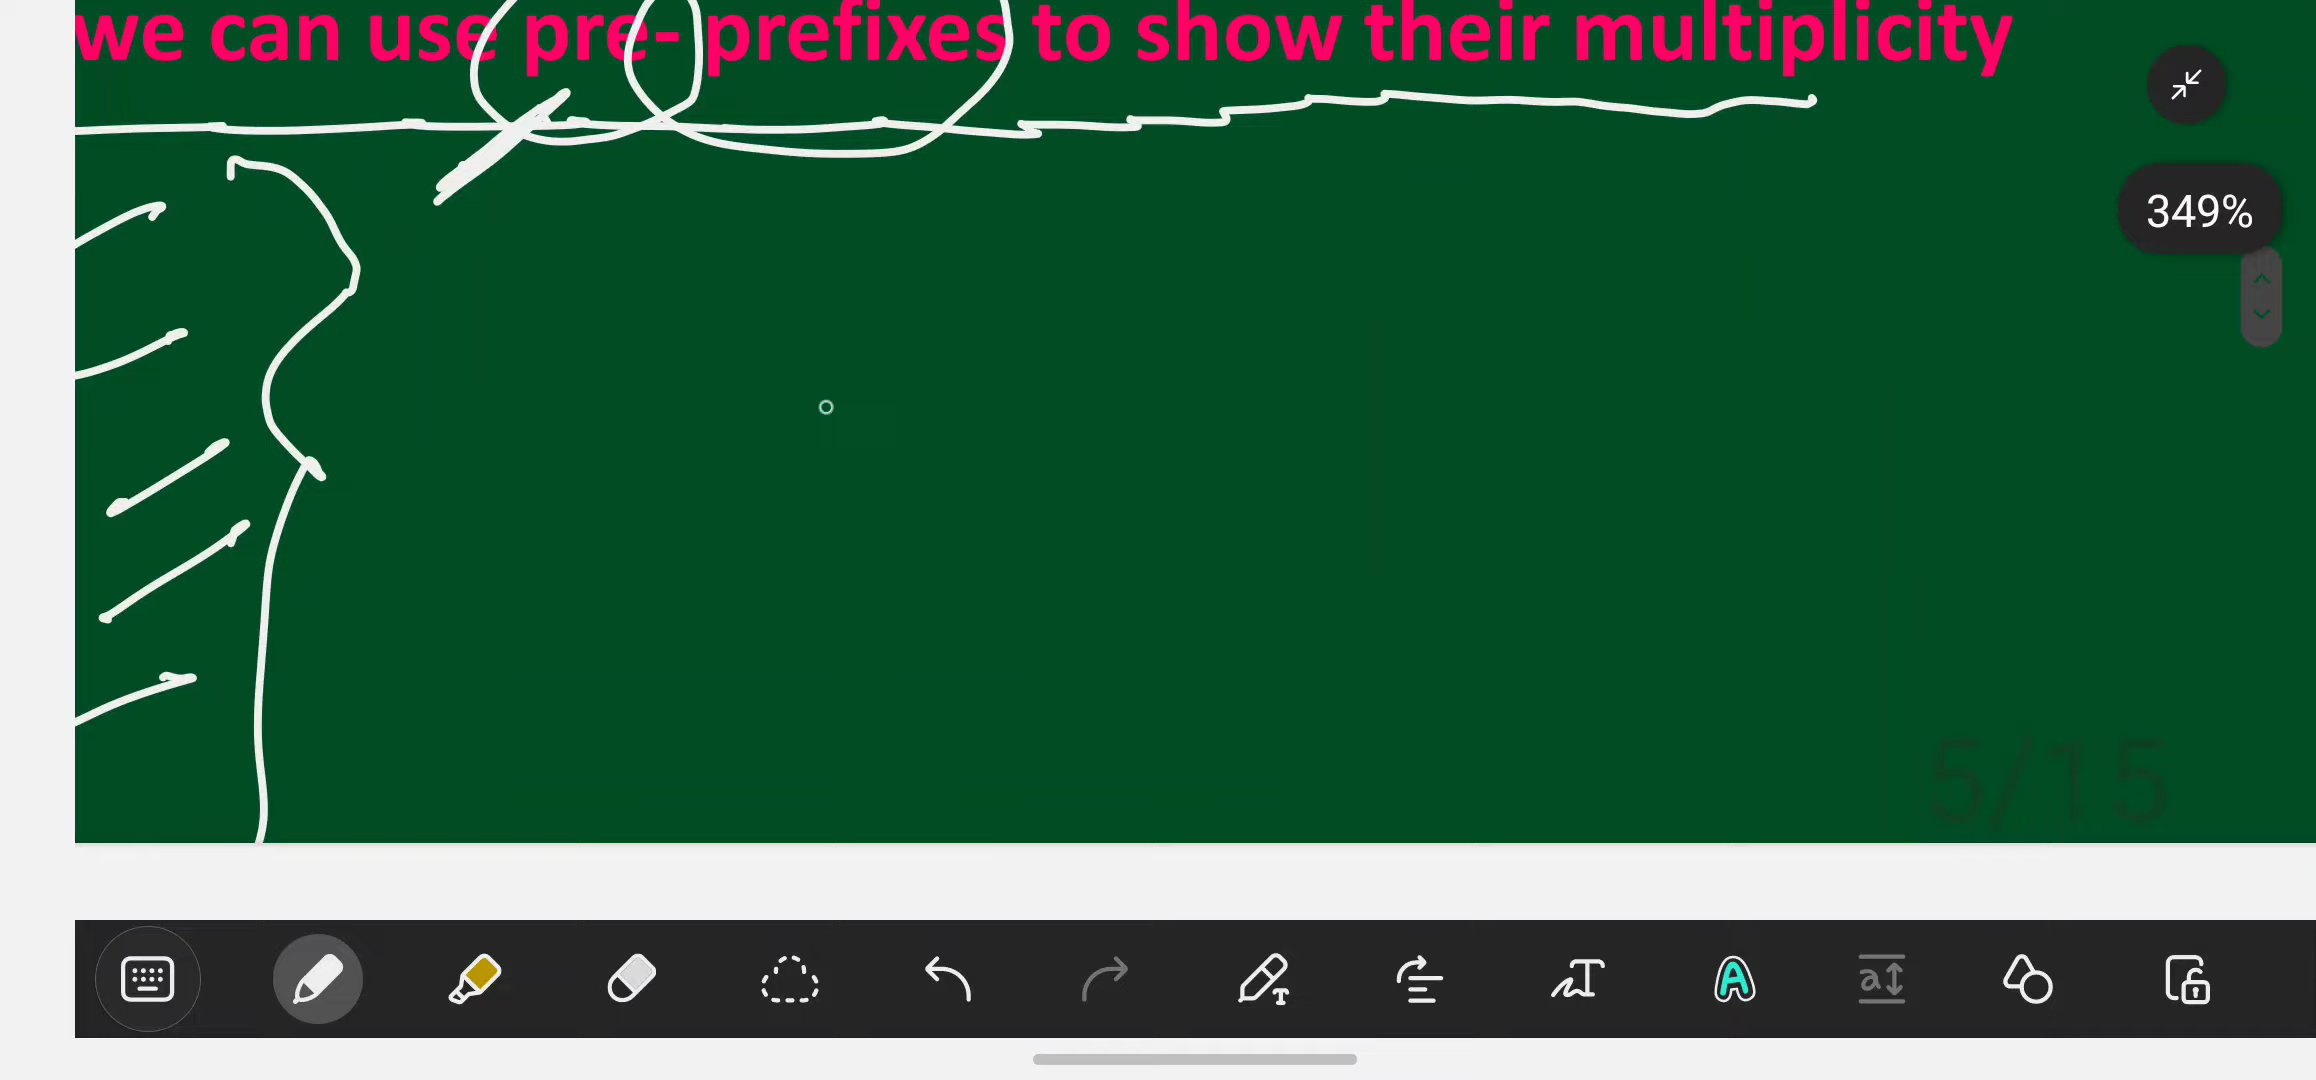 we can use pre- prefixes to show their multiplicity
349%
5/15